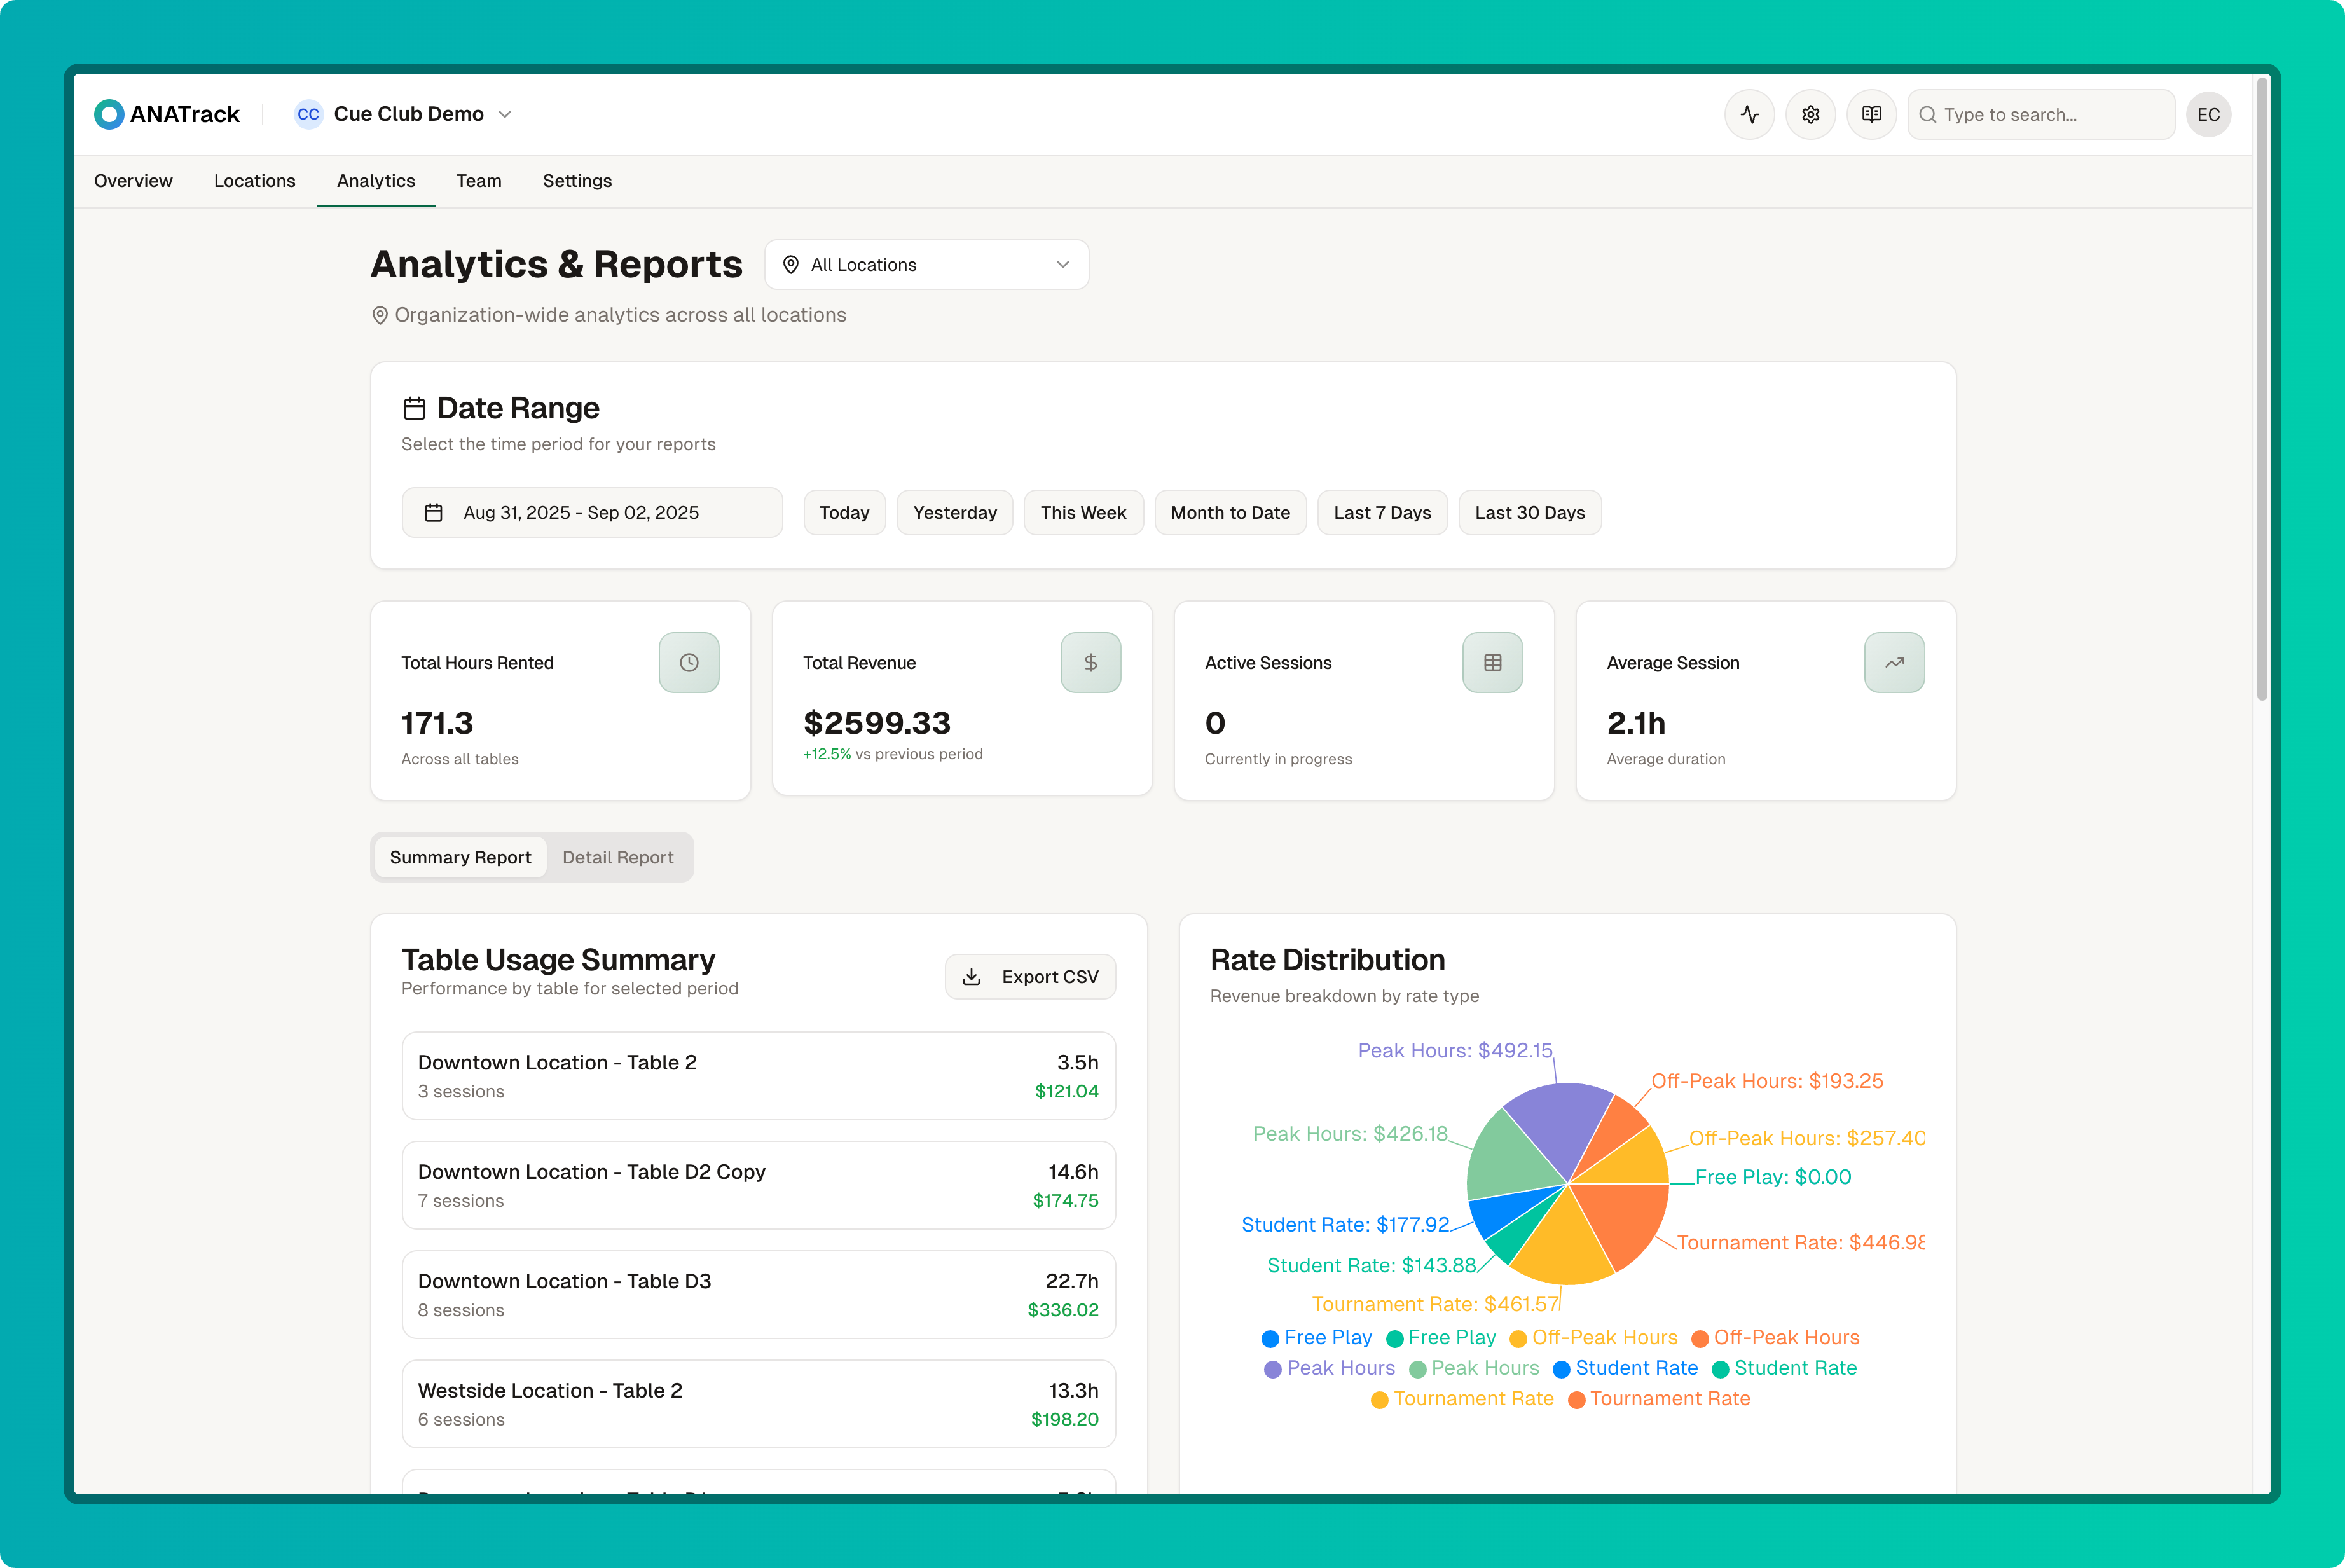 ANATrack
CC Cue Club Demo
Type to search...
EC
Overview Locations Analytics Team Settings
Analytics & Reports
All Locations
Organization-wide analytics across all locations
Date Range
Select the time period for your reports
Aug 31, 2025 - Sep 02, 2025
Today Yesterday This Week Month to Date Last 7 Days Last 30 Days
Total Hours Rented
171.3
Across all tables
Total Revenue
$2599.33
+12.5% vs previous period
Active Sessions
0
Currently in progress
Average Session
2.1h
Average duration
Summary Report Detail Report
Table Usage Summary
Performance by table for selected period
Export CSV
Downtown Location - Table 2 3.5h
3 sessions $121.04
Downtown Location - Table D2 Copy 14.6h
7 sessions $174.75
Downtown Location - Table D3 22.7h
8 sessions $336.02
Westside Location - Table 2 13.3h
6 sessions $198.20
Rate Distribution
Revenue breakdown by rate type
Peak Hours: $492.15
Off-Peak Hours: $193.25
Peak Hours: $426.18
Off-Peak Hours: $257.40
Free Play: $0.00
Student Rate: $177.92
Tournament Rate: $446.98
Student Rate: $143.88
Tournament Rate: $461.57
Free Play Free Play Off-Peak Hours Off-Peak Hours
Peak Hours Peak Hours Student Rate Student Rate
Tournament Rate Tournament Rate